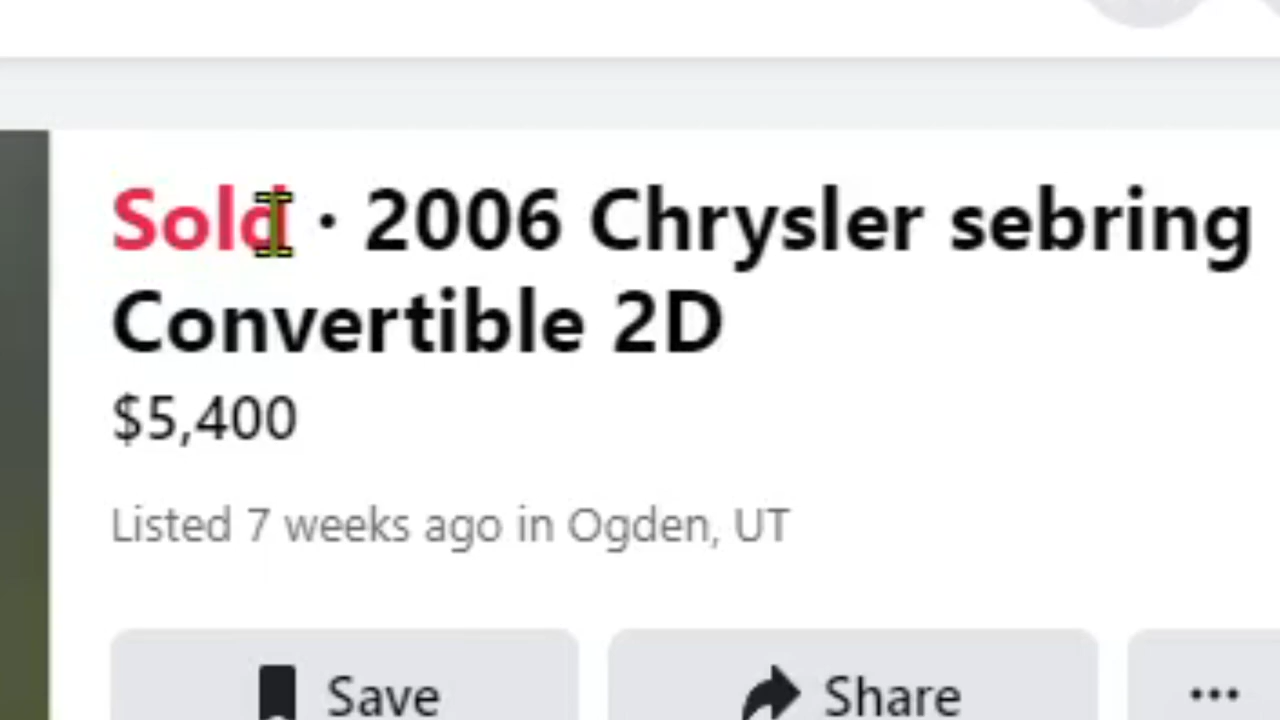 Sold · 2006 Chrysler sebring
Convertible 2D
$5,400
Listed 7 weeks ago in Ogden, UT
Save
Share